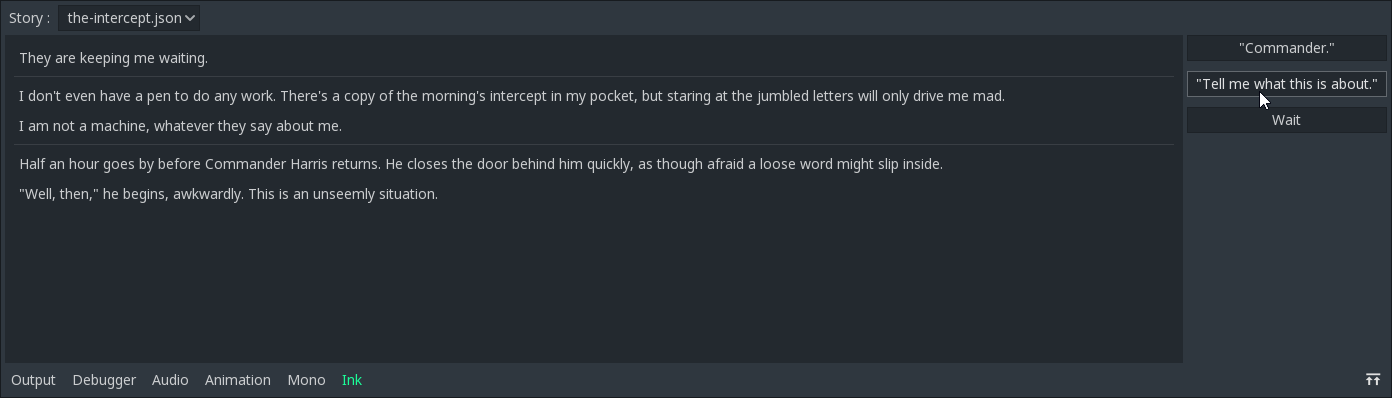 Story : the-intercept.json
They are keeping me waiting.
I don't even have a pen to do any work. There's a copy of the morning's intercept in my pocket, but staring at the jumbled letters will only drive me mad.
I am not a machine, whatever they say about me.
Half an hour goes by before Commander Harris returns. He closes the door behind him quickly, as though afraid a loose word might slip inside.
"Well, then," he begins, awkwardly. This is an unseemly situation.
"Commander."
"Tell me what this is about."
Wait
Output Debugger Audio Animation Mono Ink